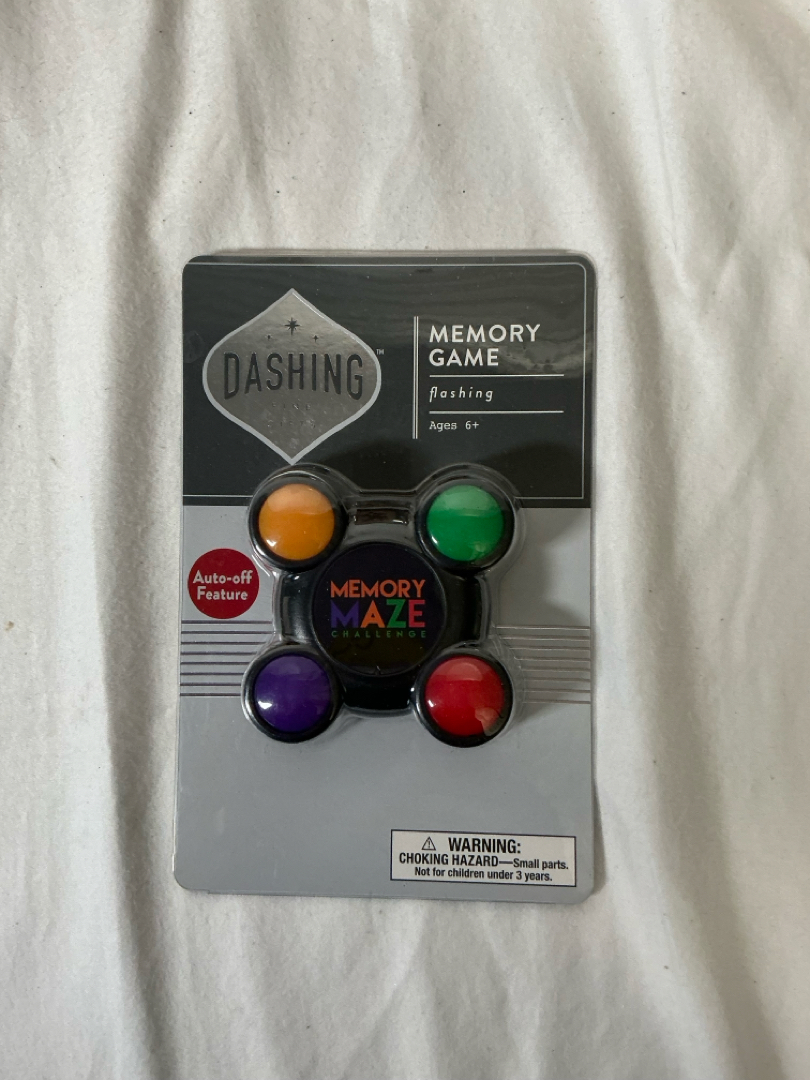 DASHING
™
MEMORY
GAME
flashing
Ages 6+
Auto-off
Feature
MEMORY
MAZE
CHALLENGE
⚠ WARNING:
CHOKING HAZARD—Small parts.
Not for children under 3 years.